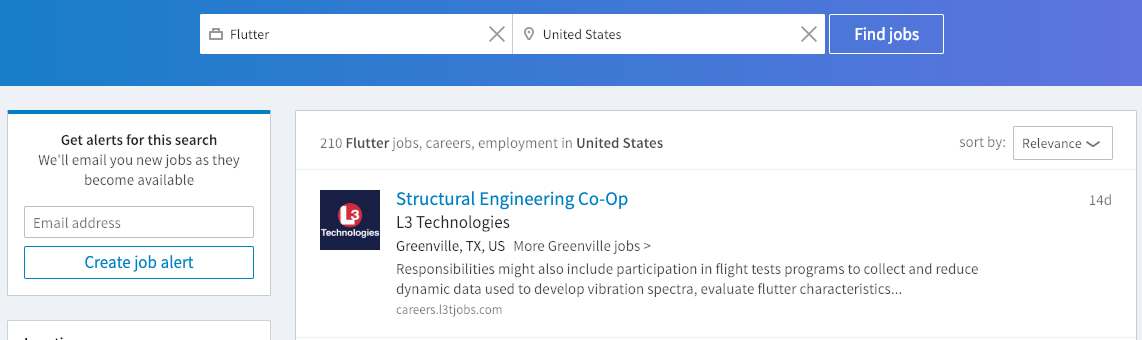 Flutter
United States
Find jobs
Get alerts for this search
We'll email you new jobs as they
become available
Email address
Create job alert
210 Flutter jobs, careers, employment in United States
sort by: Relevance
L3
Technologies
Structural Engineering Co-Op
14d
L3 Technologies
Greenville, TX, US More Greenville jobs >
Responsibilities might also include participation in flight tests programs to collect and reduce
dynamic data used to develop vibration spectra, evaluate flutter characteristics...
careers.l3tjobs.com